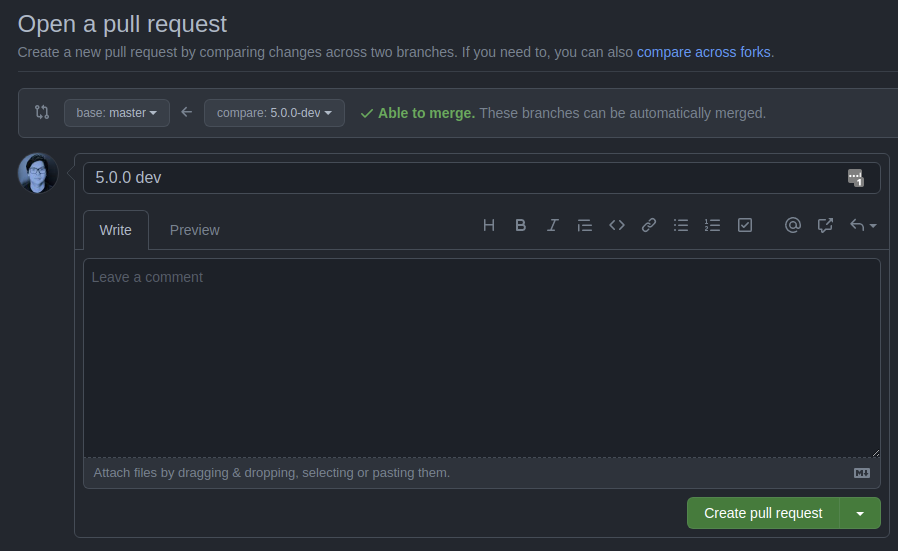 Open a pull request
Create a new pull request by comparing changes across two branches. If you need to, you can also compare across forks.
base: master compare: 5.0.0-dev Able to merge. These branches can be automatically merged.
5.0.0 dev
1
Write Preview
Leave a comment
Attach files by dragging & dropping, selecting or pasting them.
Create pull request